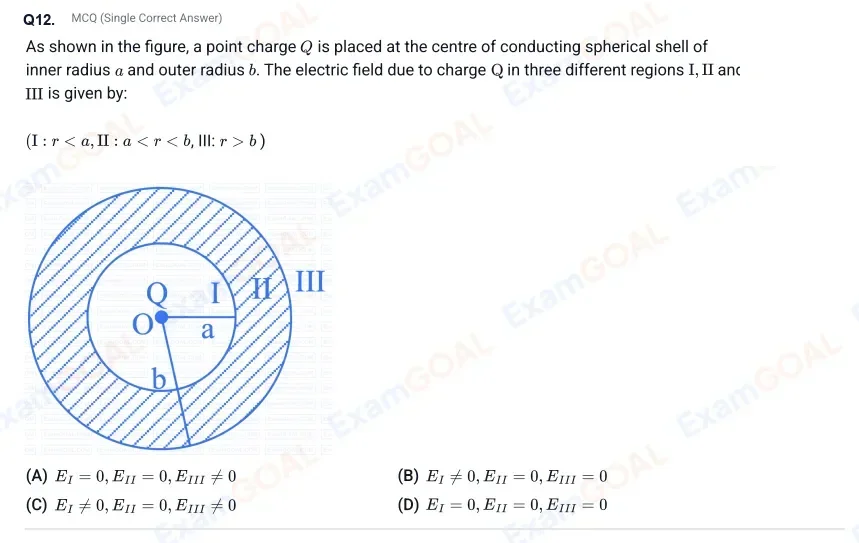 Q12. MCQ (Single Correct Answer)
As shown in the figure, a point charge Q is placed at the centre of conducting spherical shell of
inner radius a and outer radius b. The electric field due to charge Q in three different regions I, II and
III is given by:
(I : r < a, II : a < r < b, III: r > b)
Q I II III
O a
b
(A) E_I = 0, E_II = 0, E_III ≠ 0 (B) E_I ≠ 0, E_II = 0, E_III = 0
(C) E_I ≠ 0, E_II = 0, E_III ≠ 0 (D) E_I = 0, E_II = 0, E_III = 0
ExamGOAL